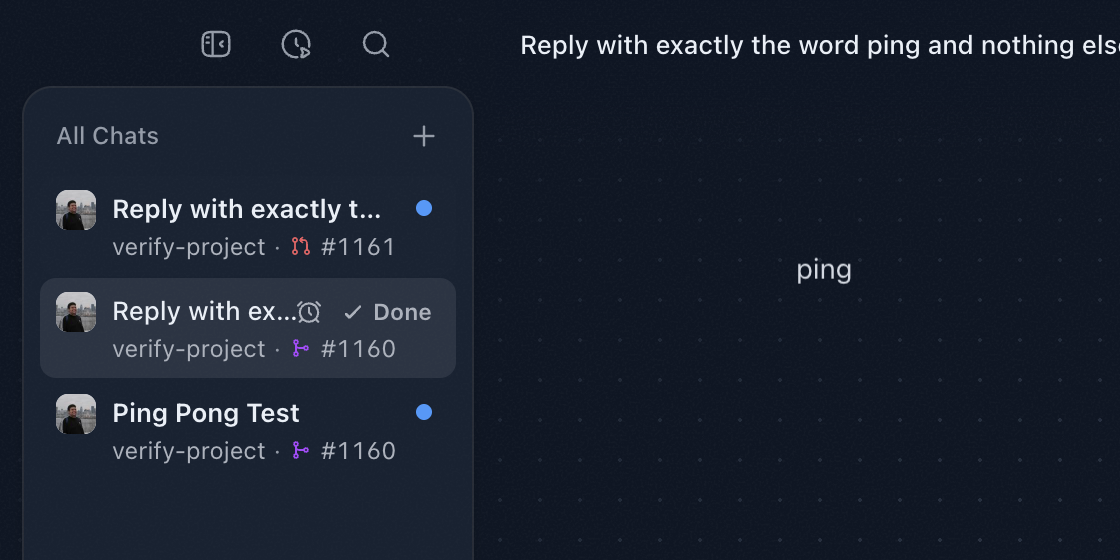 Reply with exactly the word ping and nothing els
All Chats
Reply with exactly t...
verify-project · #1161
Reply with ex... Done
verify-project · #1160
Ping Pong Test
verify-project · #1160
ping